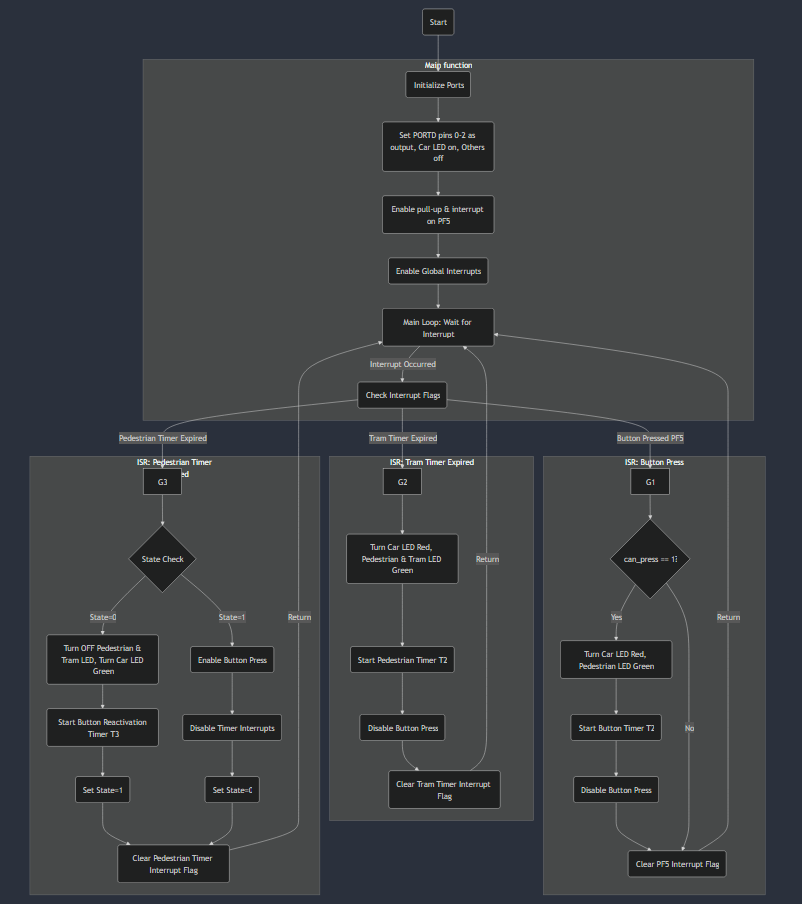 Start
Main function
Initialize Ports
Set PORTD pins 0-2 as
output, Car LED on, Others
off
Enable pull-up & interrupt
on PF5
Enable Global Interrupts
Main Loop: Wait for
Interrupt
Interrupt Occurred
Check Interrupt Flags
Pedestrian Timer Expired
Tram Timer Expired
Button Pressed PF5
ISR: Pedestrian Timer
ed
G3
State Check
State=0
State=1
Turn OFF Pedestrian &
Tram LED, Turn Car LED
Green
Start Button Reactivation
Timer T3
Set State=1
Enable Button Press
Disable Timer Interrupts
Set State=0
Clear Pedestrian Timer
Interrupt Flag
Return
ISR: Tram Timer Expired
G2
Turn Car LED Red,
Pedestrian & Tram LED
Green
Start Pedestrian Timer T2
Disable Button Press
Clear Tram Timer Interrupt
Flag
Return
ISR: Button Press
G1
can_press == 1?
Yes
No
Turn Car LED Red,
Pedestrian LED Green
Start Button Timer T2
Disable Button Press
Clear PF5 Interrupt Flag
Return